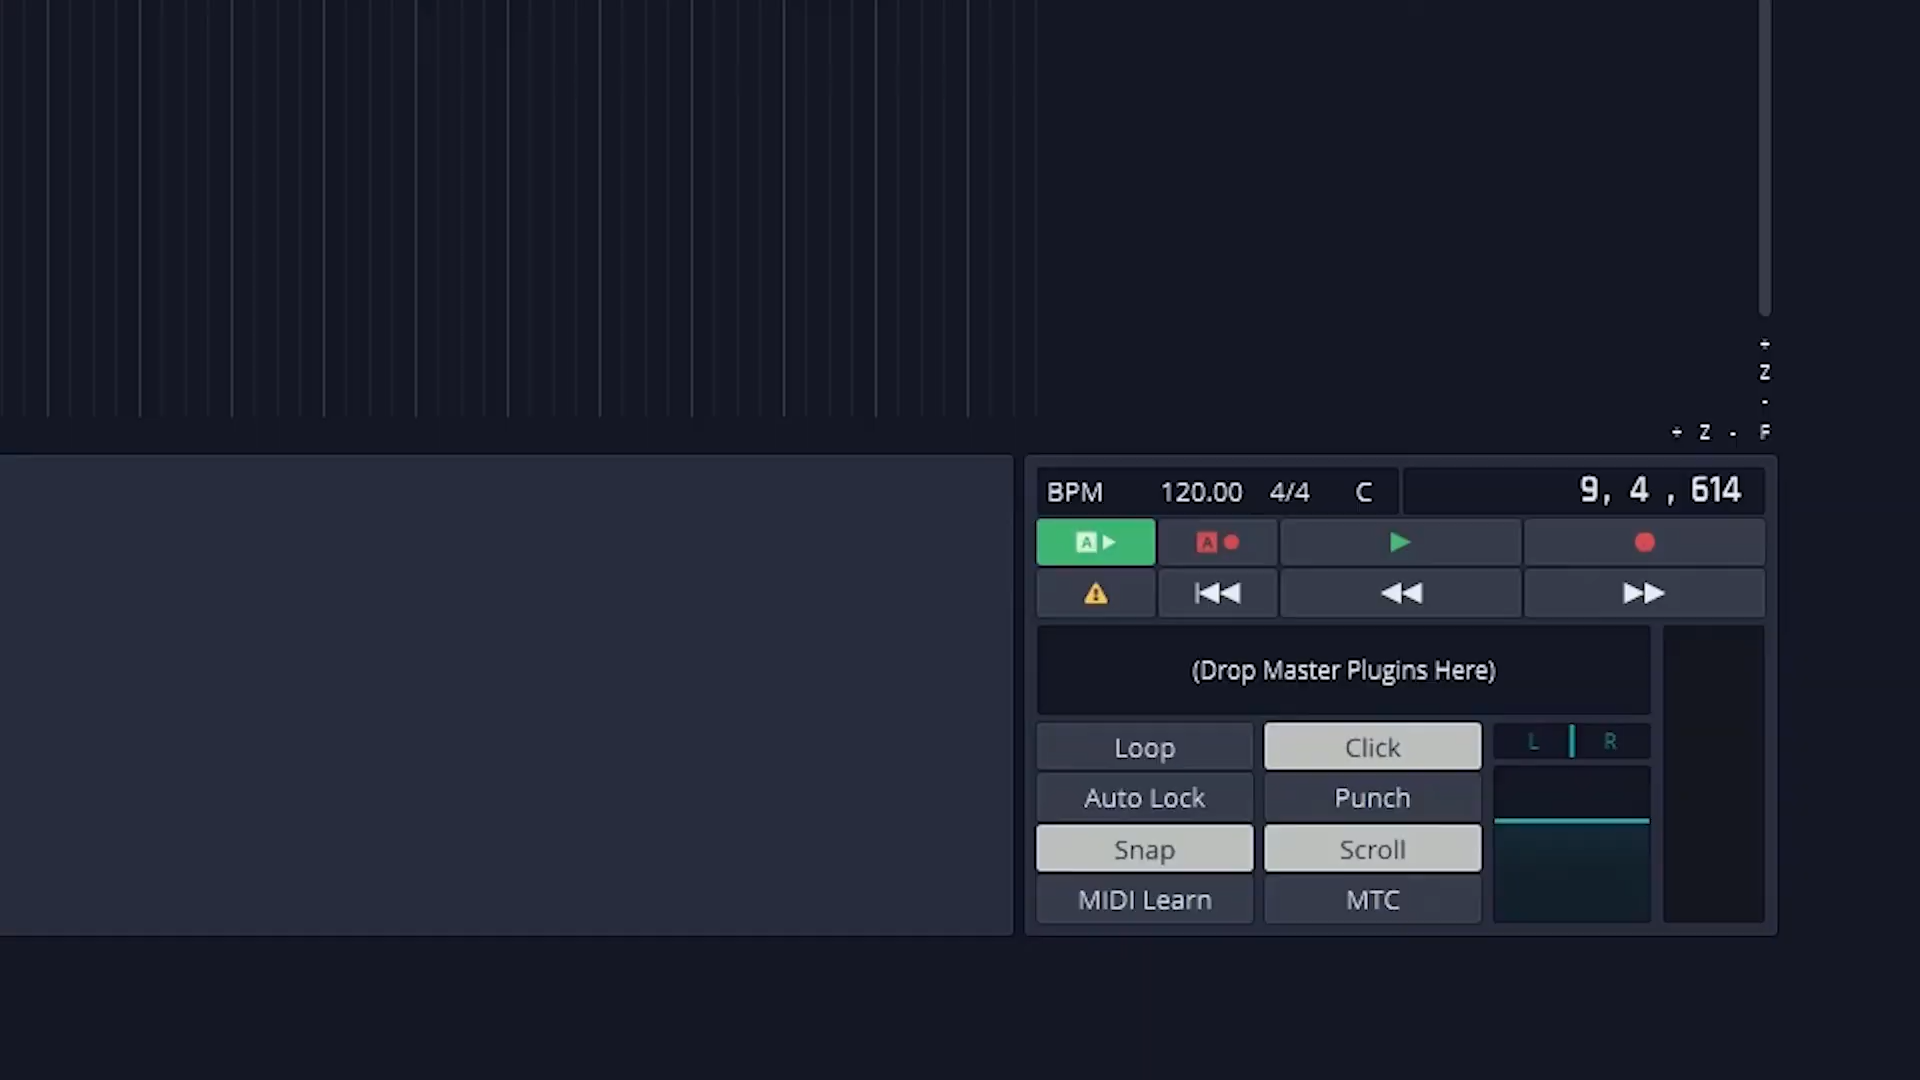 +
Z
-
+ Z - F
BPM 120.00 4/4 C 9, 4 , 614
A A
(Drop Master Plugins Here)
Loop Click L R
Auto Lock Punch
Snap Scroll
MIDI Learn MTC